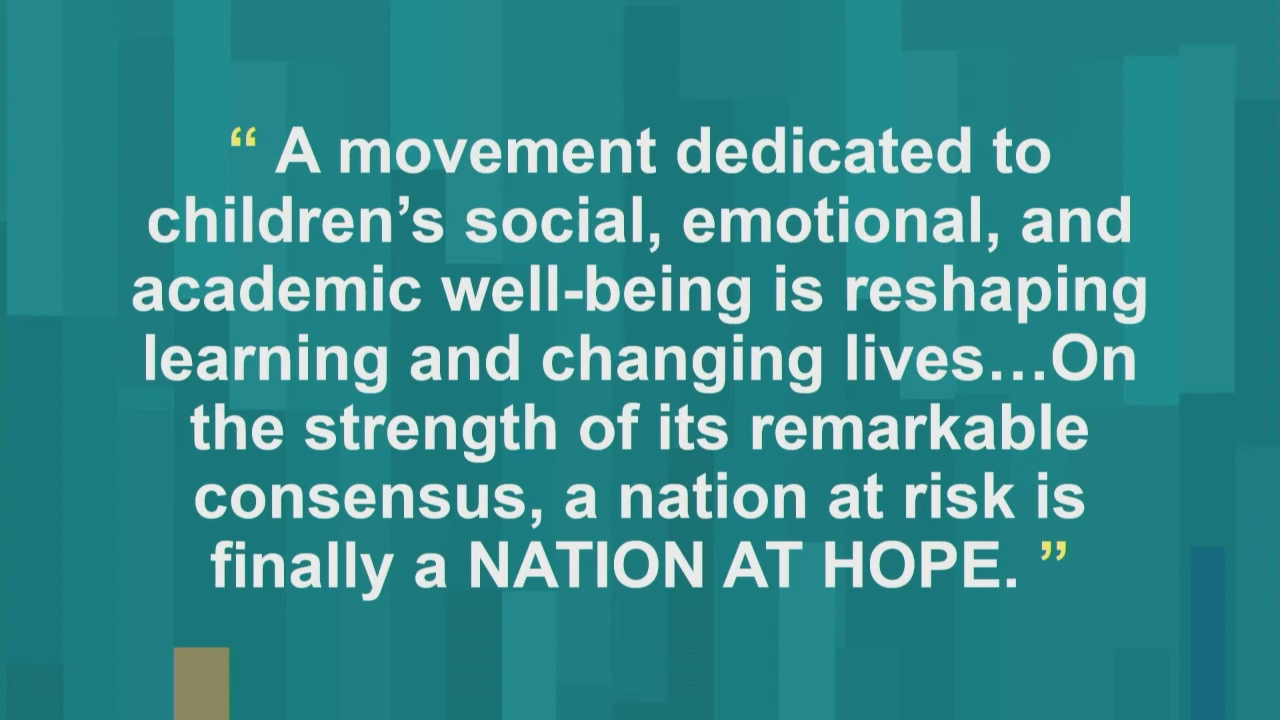 “ A movement dedicated to
children’s social, emotional, and
academic well-being is reshaping
learning and changing lives…On
the strength of its remarkable
consensus, a nation at risk is
finally a NATION AT HOPE. ”